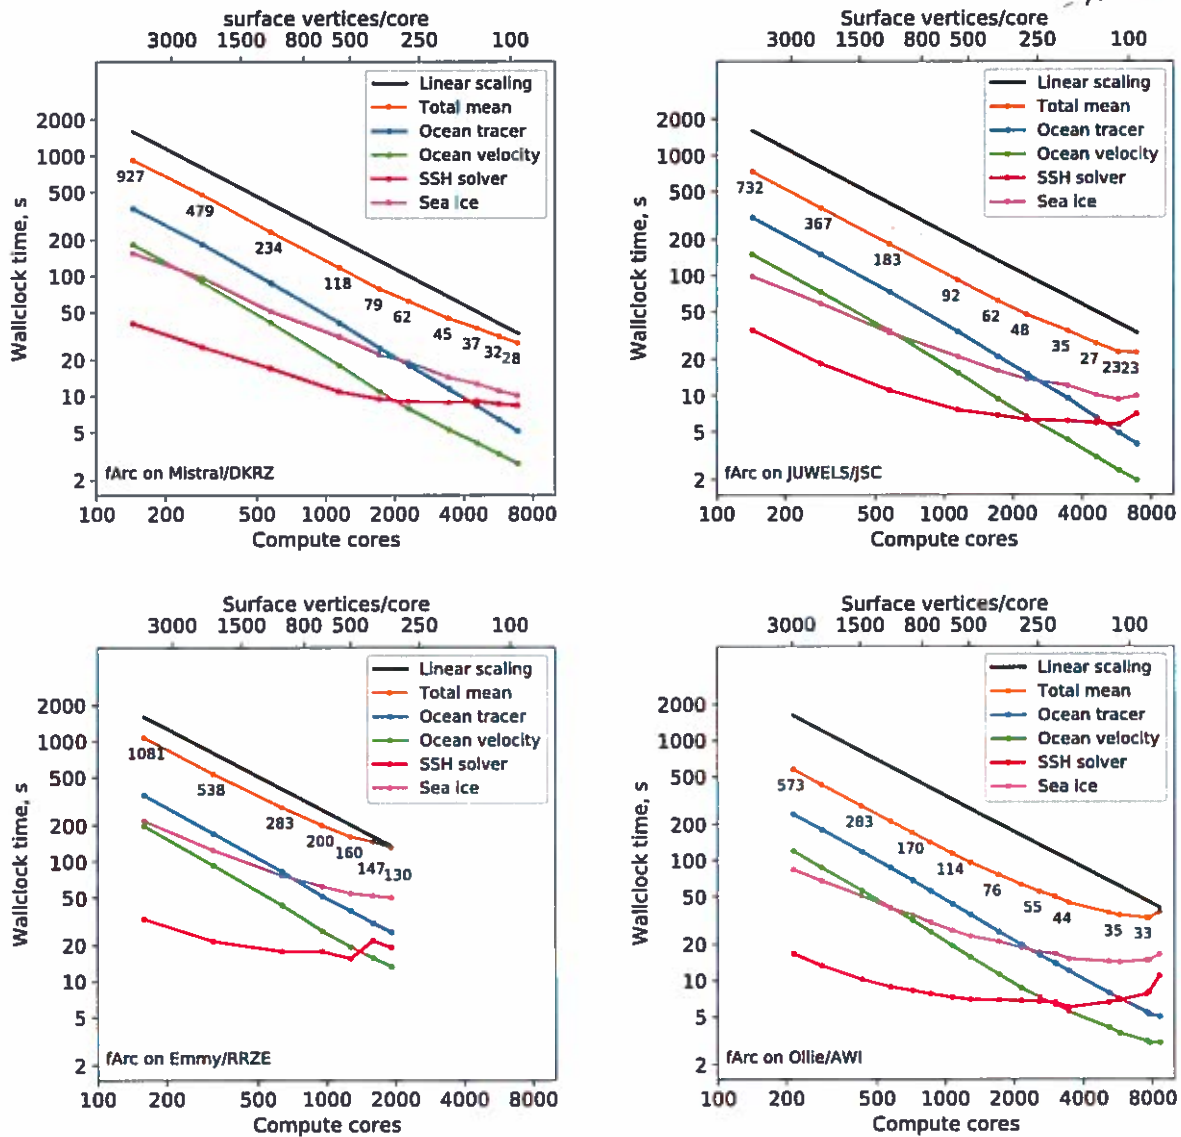 surface vertices/core
3000 1500 800 500 250 100
Wallclock time, s
2000
1000
500
200
100
50
20
10
5
2
Linear scaling
Total mean
Ocean tracer
Ocean velocity
SSH solver
Sea ice
927
479
234
118
79
62
45
37
32
28
fArc on Mistral/DKRZ
100 200 500 1000 2000 4000 8000
Compute cores
Surface vertices/core
3000 1500 800 500 250 100
Wallclock time, s
2000
1000
500
200
100
50
20
10
5
2
Linear scaling
Total mean
Ocean tracer
Ocean velocity
SSH solver
Sea ice
732
367
183
92
62
48
35
27
23
23
fArc on JUWELS/JSC
100 200 500 1000 2000 4000 8000
Compute cores
Surface vertices/core
3000 1500 800 500 250 100
Wallclock time, s
2000
1000
500
200
100
50
20
10
5
2
Linear scaling
Total mean
Ocean tracer
Ocean velocity
SSH solver
Sea ice
1081
538
283
200
160
147
130
fArc on Emmy/RRZE
100 200 500 1000 2000 4000 8000
Compute cores
Surface vertices/core
3000 1500 800 500 250 100
Wallclock time, s
2000
1000
500
200
100
50
20
10
5
2
Linear scaling
Total mean
Ocean tracer
Ocean velocity
SSH solver
Sea ice
573
283
170
114
76
55
44
35
33
fArc on Ollie/AWI
100 200 500 1000 2000 4000 8000
Compute cores